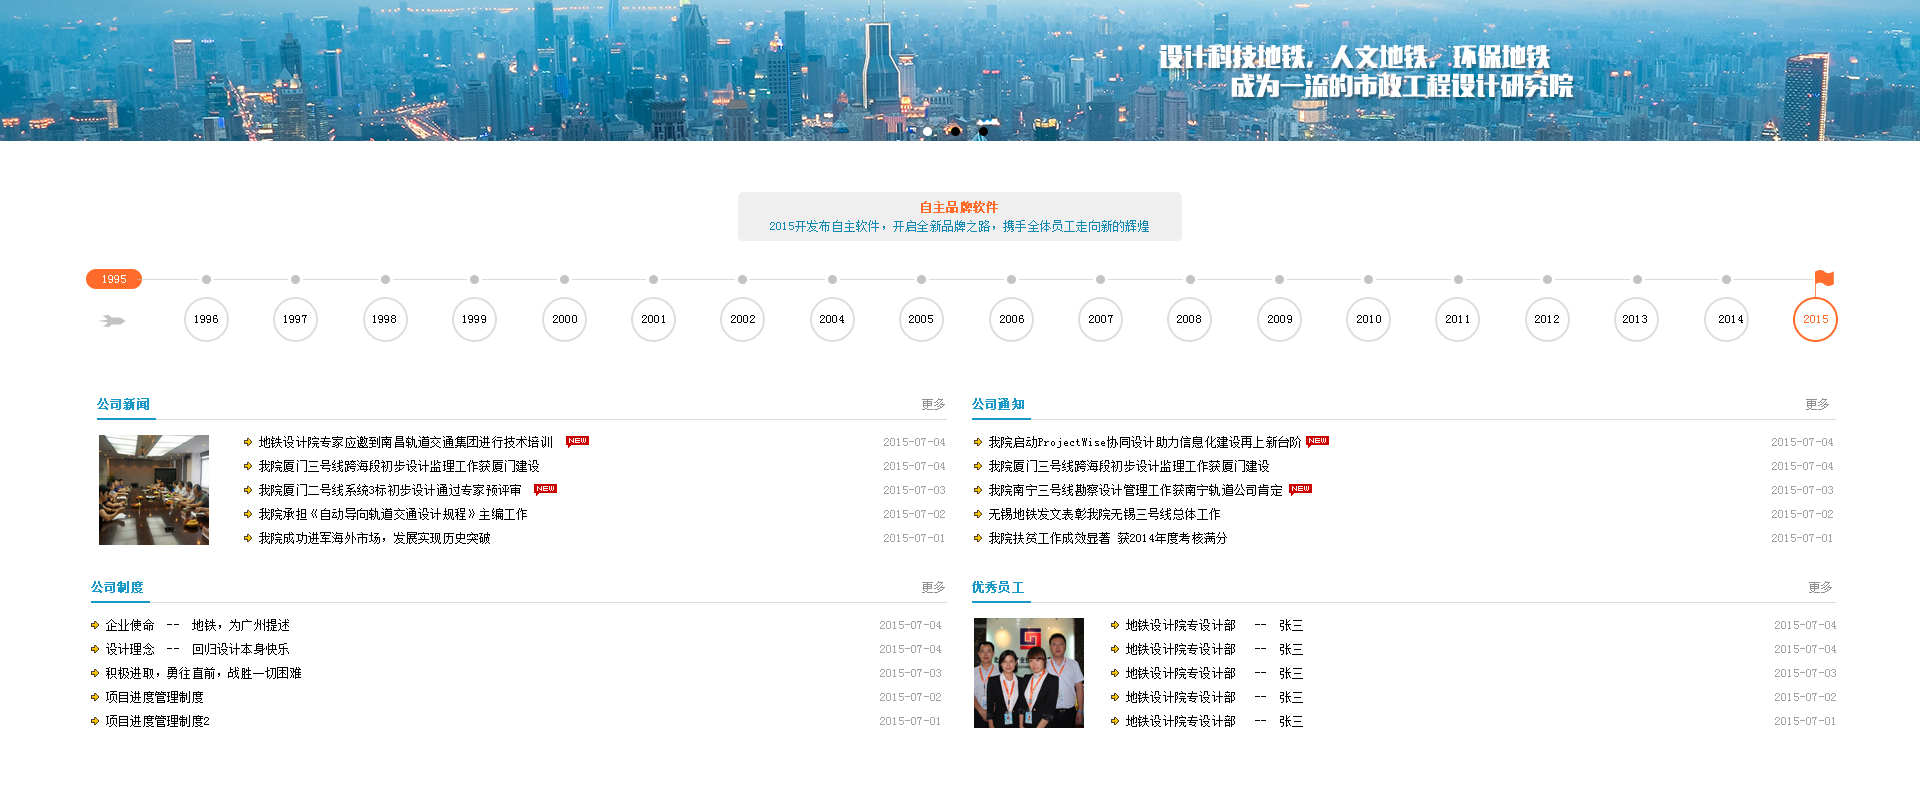 设计科技地铁，人文地铁，环保地铁
成为一流的市政工程设计研究院
自主品牌软件
2015开发布自主软件，开启全新品牌之路，携手全体员工走向新的辉煌
1995
1996 1997 1998 1999 2000 2001 2002 2004 2005 2006 2007 2008 2009 2010 2011 2012 2013 2014 2015
公司新闻 更多
地铁设计院专家应邀到南昌轨道交通集团进行技术培训 NEW 2015-07-04
我院厦门三号线跨海段初步设计监理工作获厦门建设 2015-07-04
我院厦门二号线系统3标初步设计通过专家预评审 NEW 2015-07-03
我院承担《自动导向轨道交通设计规程》主编工作 2015-07-02
我院成功进军海外市场，发展实现历史突破 2015-07-01
公司通知 更多
我院启动ProjectWise协同设计助力信息化建设再上新台阶 NEW 2015-07-04
我院厦门三号线跨海段初步设计监理工作获厦门建设 2015-07-04
我院南宁三号线勘察设计管理工作获南宁轨道公司肯定 NEW 2015-07-03
无锡地铁发文表彰我院无锡三号线总体工作 2015-07-02
我院扶贫工作成效显著 获2014年度考核满分 2015-07-01
公司制度 更多
企业使命 -- 地铁，为广州提述 2015-07-04
设计理念 -- 回归设计本身快乐 2015-07-04
积极进取，勇往直前，战胜一切困难 2015-07-03
项目进度管理制度 2015-07-02
项目进度管理制度2 2015-07-01
优秀员工 更多
地铁设计院专设计部 -- 张三 2015-07-04
地铁设计院专设计部 -- 张三 2015-07-04
地铁设计院专设计部 -- 张三 2015-07-03
地铁设计院专设计部 -- 张三 2015-07-02
地铁设计院专设计部 -- 张三 2015-07-01